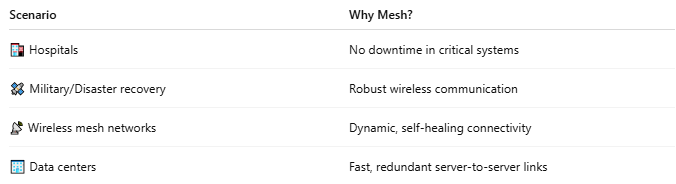 Scenario Why Mesh?
Hospitals No downtime in critical systems
Military/Disaster recovery Robust wireless communication
Wireless mesh networks Dynamic, self-healing connectivity
Data centers Fast, redundant server-to-server links